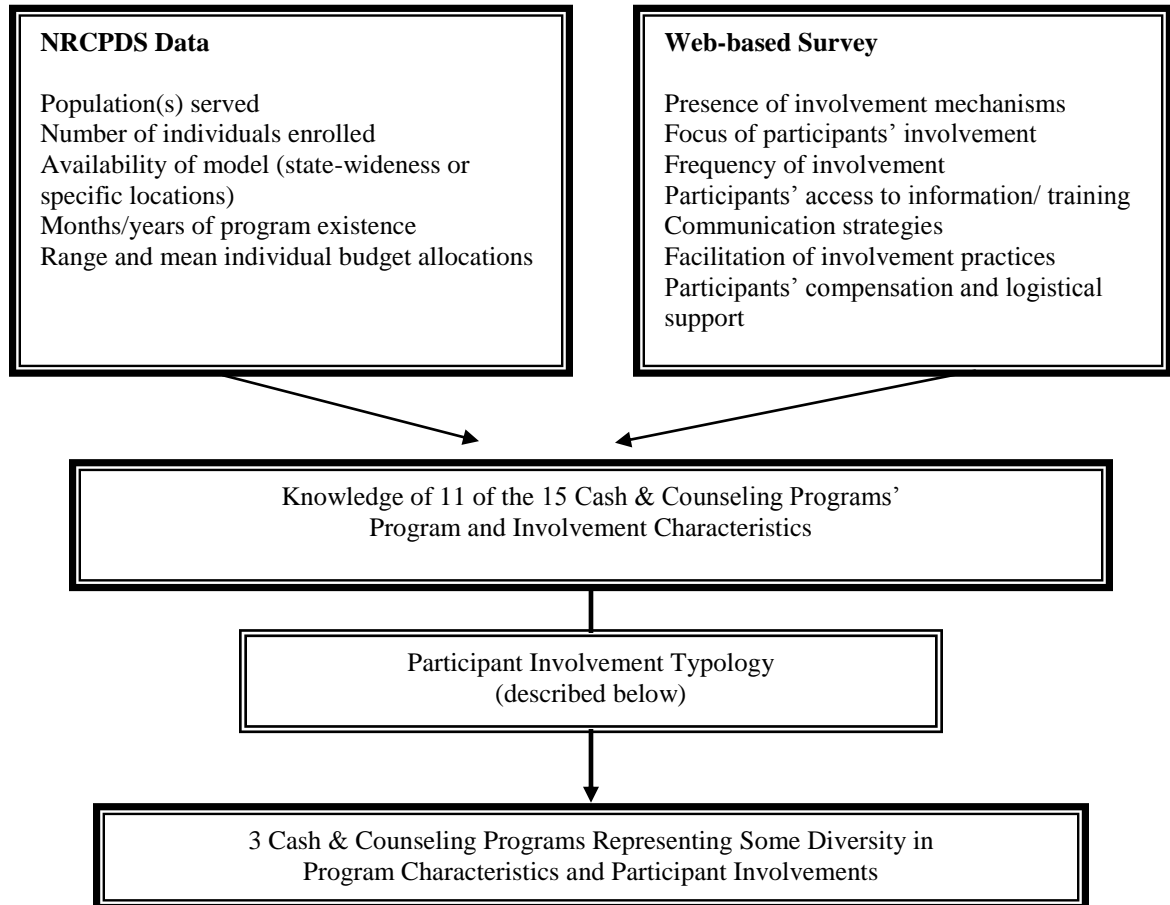 NRCPDS Data
Population(s) served
Number of individuals enrolled
Availability of model (state-wideness or
specific locations)
Months/years of program existence
Range and mean individual budget allocations
Web-based Survey
Presence of involvement mechanisms
Focus of participants’ involvement
Frequency of involvement
Participants’ access to information/ training
Communication strategies
Facilitation of involvement practices
Participants’ compensation and logistical
support
Knowledge of 11 of the 15 Cash & Counseling Programs’
Program and Involvement Characteristics
Participant Involvement Typology
(described below)
3 Cash & Counseling Programs Representing Some Diversity in
Program Characteristics and Participant Involvements